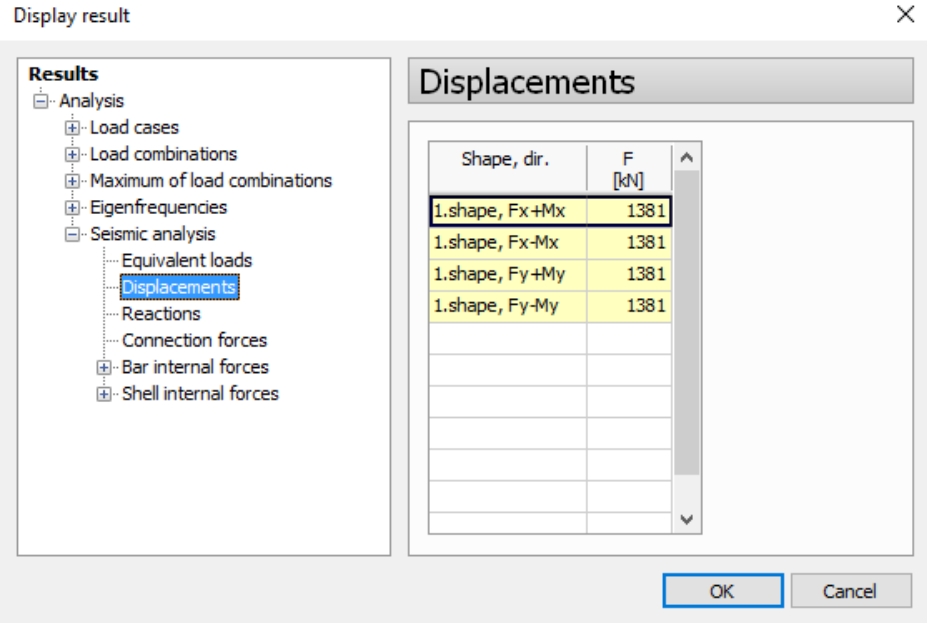 Display result
Results
Analysis
Load cases
Load combinations
Maximum of load combinations
Eigenfrequencies
Seismic analysis
Equivalent loads
Displacements
Reactions
Connection forces
Bar internal forces
Shell internal forces
Displacements
Shape, dir. F
[kN]
1.shape, Fx+Mx 1381
1.shape, Fx-Mx 1381
1.shape, Fy+My 1381
1.shape, Fy-My 1381
OK Cancel